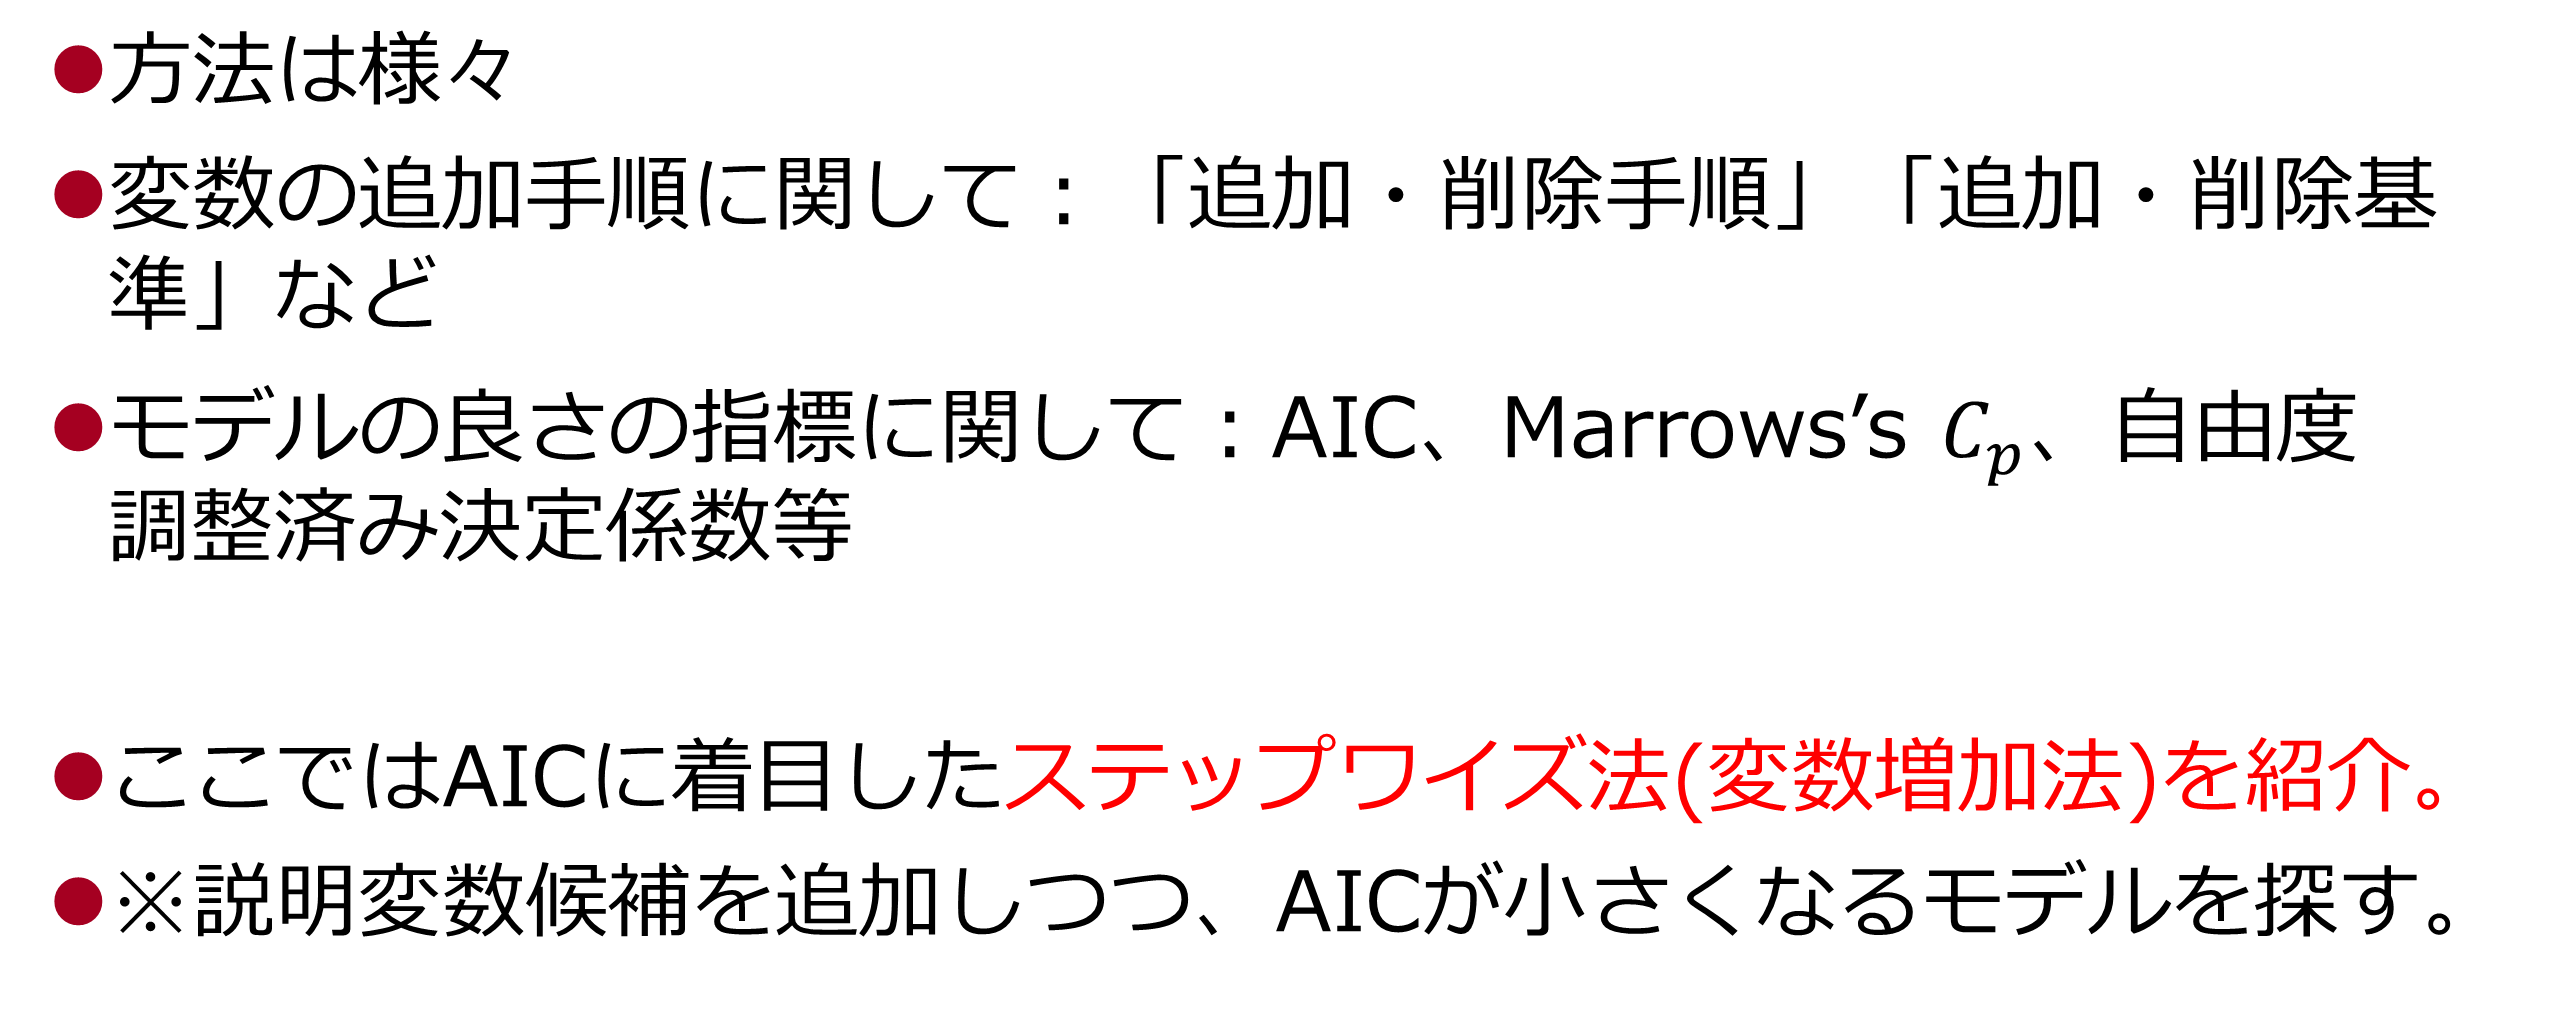 ●方法は様々
●変数の追加手順に関して：「追加・削除手順」「追加・削除基
準」など
●モデルの良さの指標に関して：AIC、Marrows’s Cp、自由度
調整済み決定係数等
●ここではAICに着目したステップワイズ法(変数増加法)を紹介。
●※説明変数候補を追加しつつ、AICが小さくなるモデルを探す。